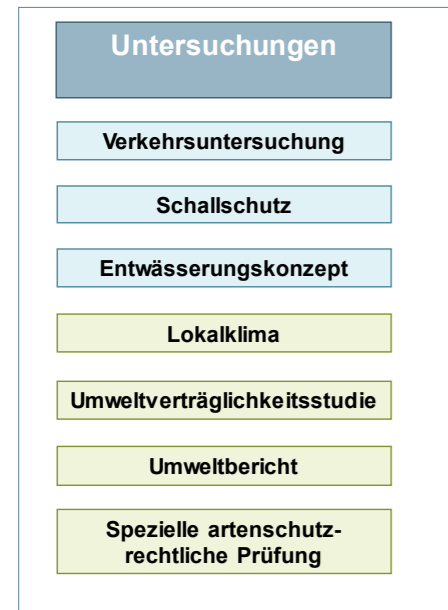 Untersuchungen
Verkehrsuntersuchung
Schallschutz
Entwässerungskonzept
Lokalklima
Umweltverträglichkeitsstudie
Umweltbericht
Spezielle artenschutz-
rechtliche Prüfung